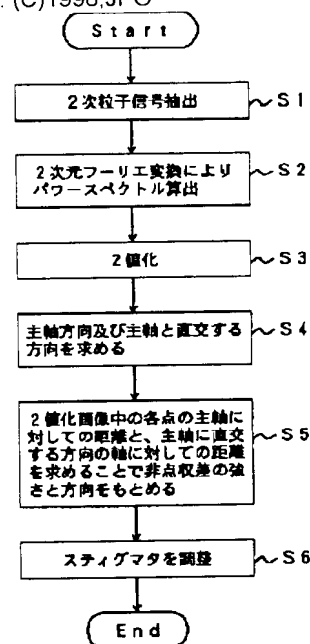 (C)1998,JPO
Start
2次粒子信号抽出 S1
2次元フーリエ変換により S2
パワースペクトル算出
2値化 S3
主軸方向及び主軸と直交する S4
方向を求める
2値化画像中の各点の主軸に
対しての距離と、主軸に直交
する方向の軸に対しての距離 S5
を求めることで非点収差の強
さと方向をもとめる
スティグマタを調整 S6
End